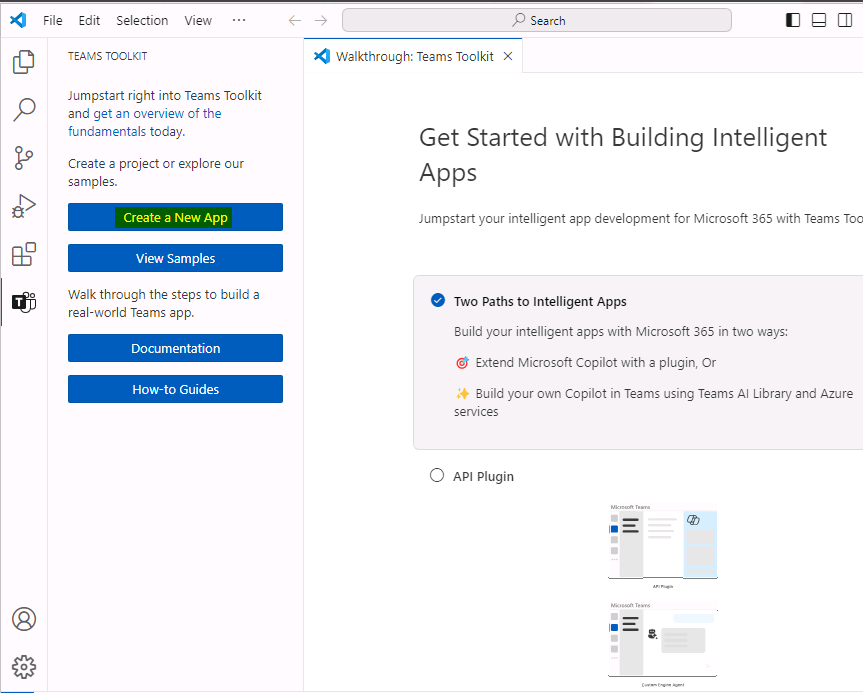 File Edit Selection View ···
Search
TEAMS TOOLKIT
Jumpstart right into Teams Toolkit
and get an overview of the
fundamentals today.
Create a project or explore our
samples.
Create a New App
View Samples
Walk through the steps to build a
real-world Teams app.
Documentation
How-to Guides
Walkthrough: Teams Toolkit
Get Started with Building Intelligent
Apps
Jumpstart your intelligent app development for Microsoft 365 with Teams Too
Two Paths to Intelligent Apps
Build your intelligent apps with Microsoft 365 in two ways:
🎯 Extend Microsoft Copilot with a plugin, Or
✨ Build your own Copilot in Teams using Teams AI Library and Azure
services
API Plugin
Microsoft Teams
API Plugin
Microsoft Teams
Custom Engine Agent